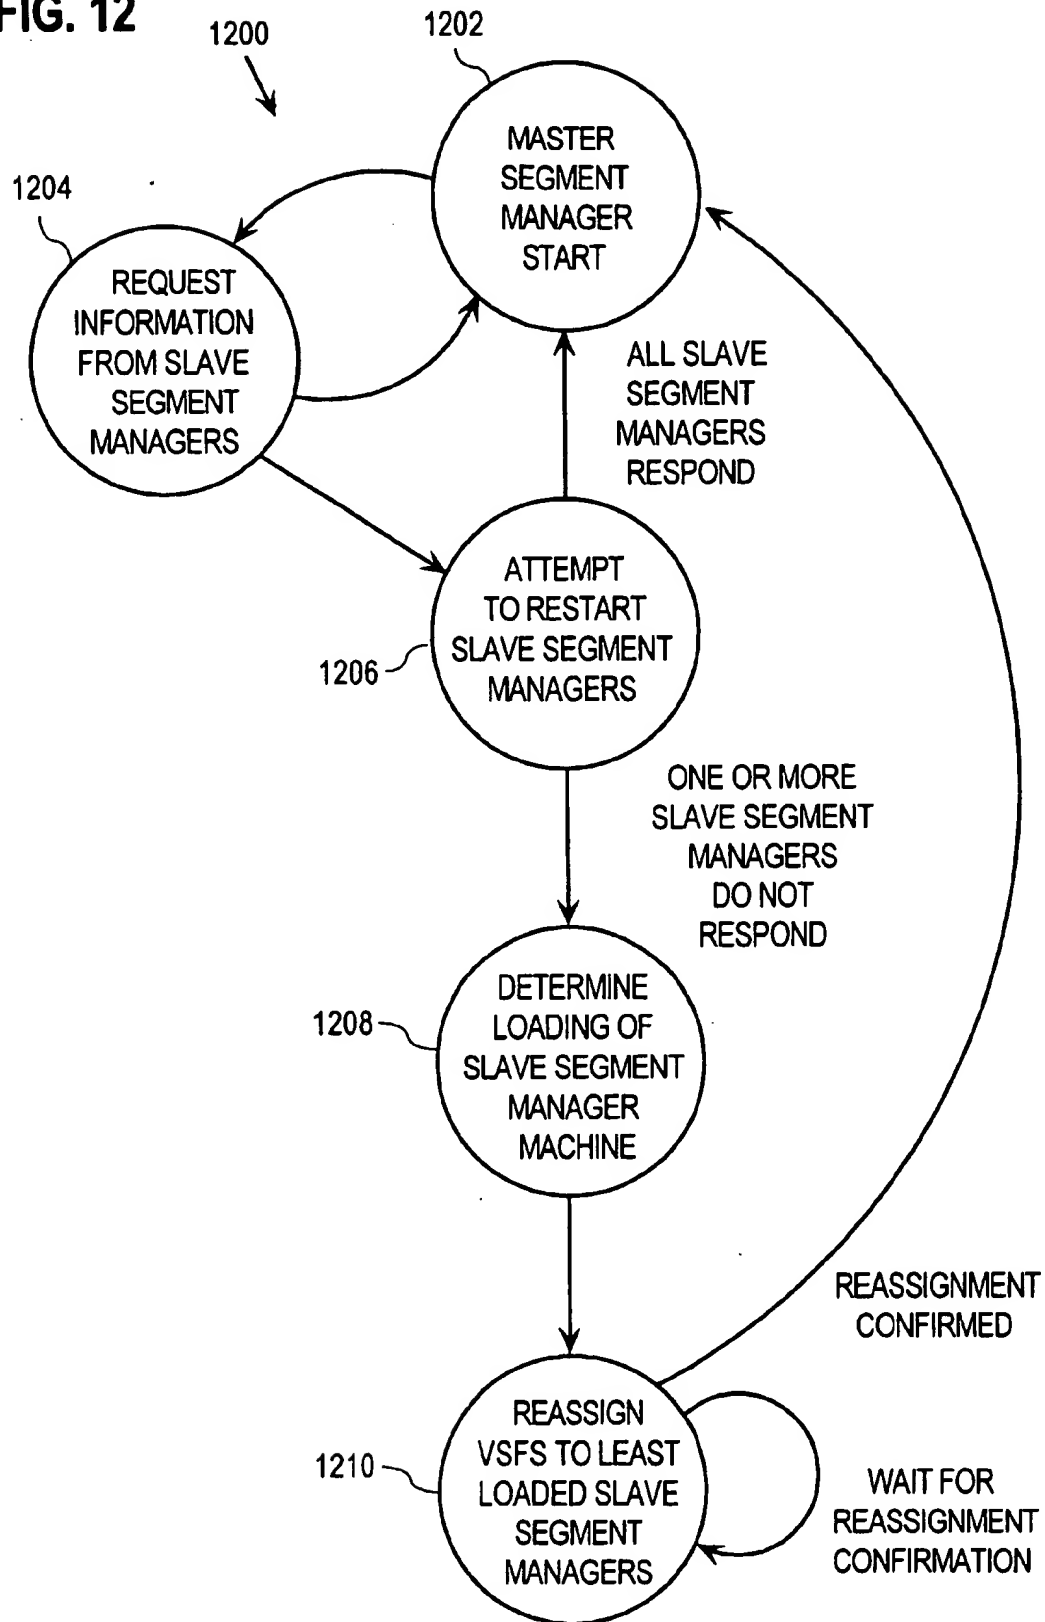 FIG. 12
1200
1202
MASTER
SEGMENT
MANAGER
START
1204
REQUEST
INFORMATION
FROM SLAVE
SEGMENT
MANAGERS
ALL SLAVE
SEGMENT
MANAGERS
RESPOND
ATTEMPT
TO RESTART
SLAVE SEGMENT
MANAGERS
1206
ONE OR MORE
SLAVE SEGMENT
MANAGERS
DO NOT
RESPOND
DETERMINE
LOADING OF
SLAVE SEGMENT
MANAGER
MACHINE
1208
REASSIGNMENT
CONFIRMED
REASSIGN
VSFS TO LEAST
LOADED SLAVE
SEGMENT
MANAGERS
1210
WAIT FOR
REASSIGNMENT
CONFIRMATION